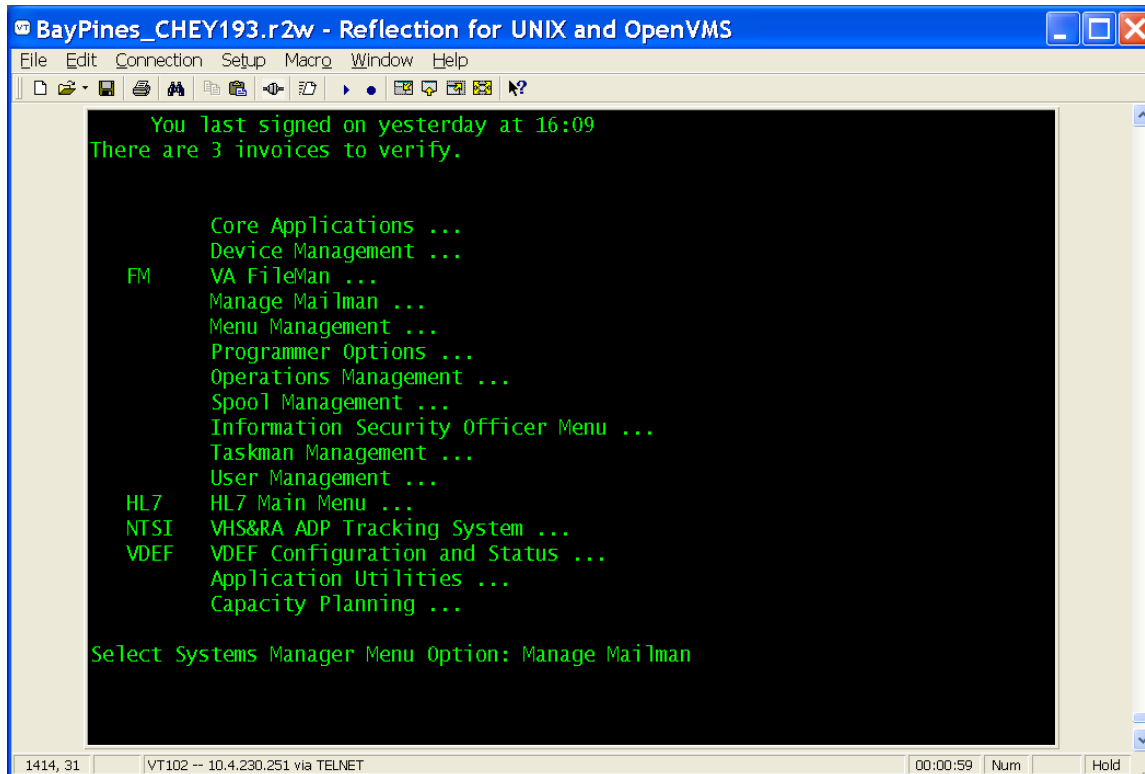 BayPines_CHEY193.r2w - Reflection for UNIX and OpenVMS
File Edit Connection Setup Macro Window Help
You last signed on yesterday at 16:09
There are 3 invoices to verify.
Core Applications ...
Device Management ...
FM VA FileMan ...
Manage Mailman ...
Menu Management ...
Programmer Options ...
Operations Management ...
Spool Management ...
Information Security Officer Menu ...
Taskman Management ...
User Management ...
HL7 HL7 Main Menu ...
NTSI VHS&RA ADP Tracking System ...
VDEF VDEF Configuration and Status ...
Application Utilities ...
Capacity Planning ...
Select Systems Manager Menu Option: Manage Mailman
1414, 31 VT102 -- 10.4.230.251 via TELNET 00:00:59 Num Hold